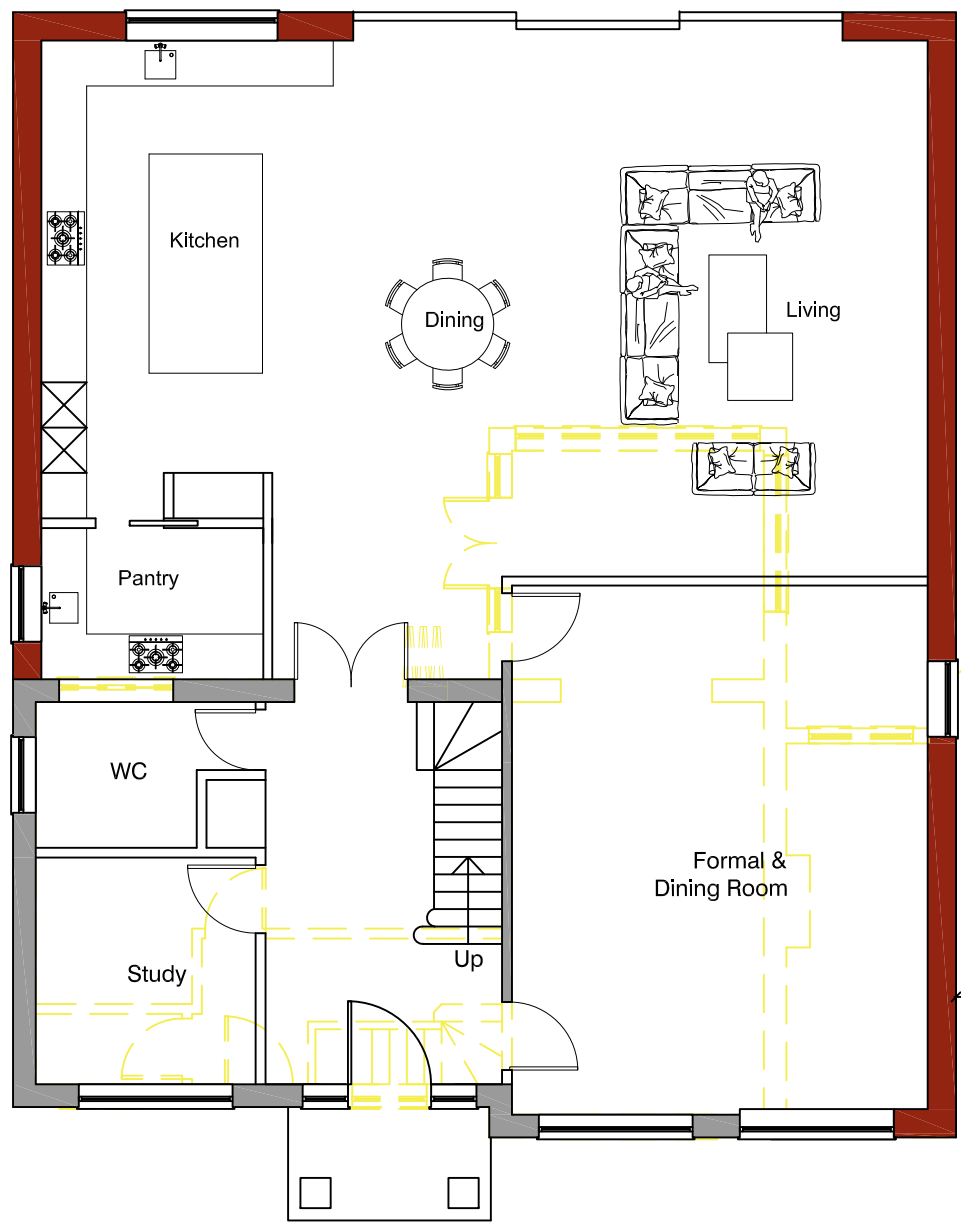 Kitchen
Dining
Living
Pantry
WC
Formal &
Dining Room
Study
Up